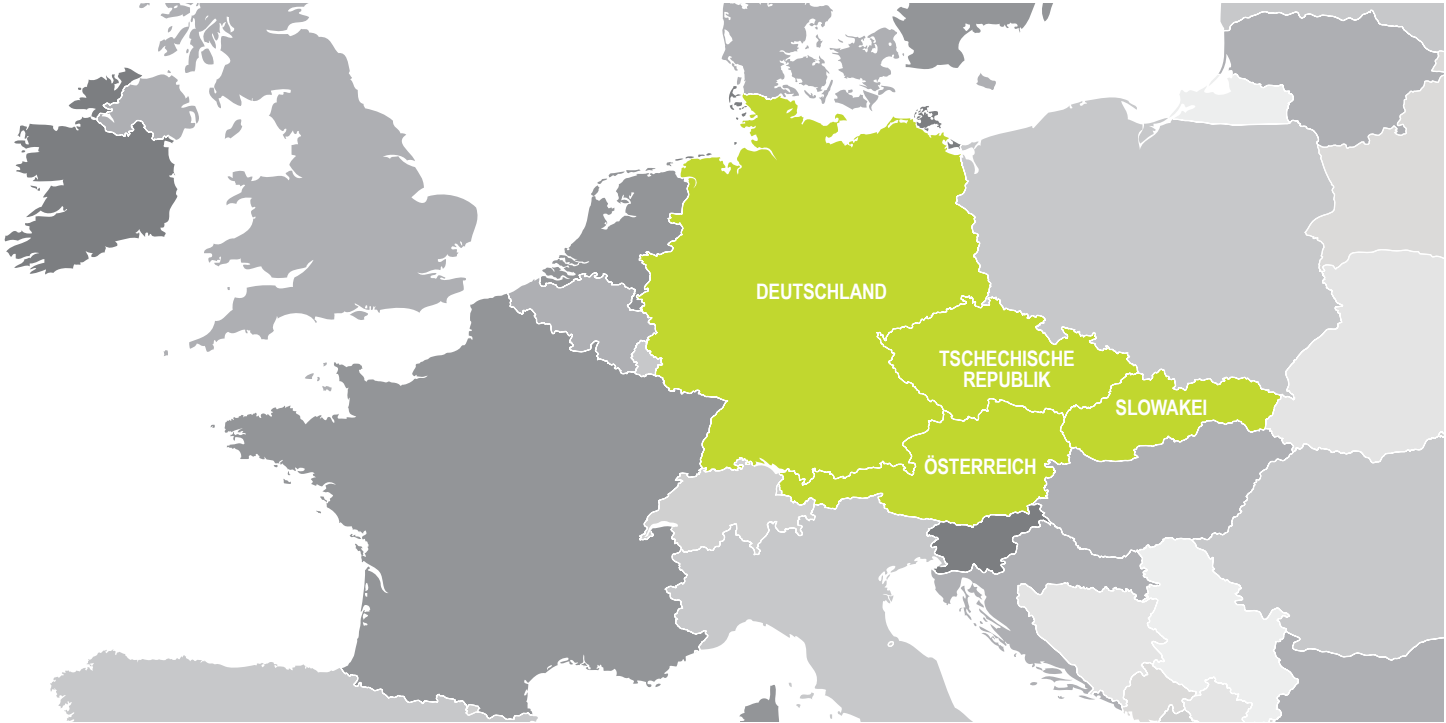 DEUTSCHLAND
TSCHECHISCHE
REPUBLIK
SLOWAKEI
ÖSTERREICH